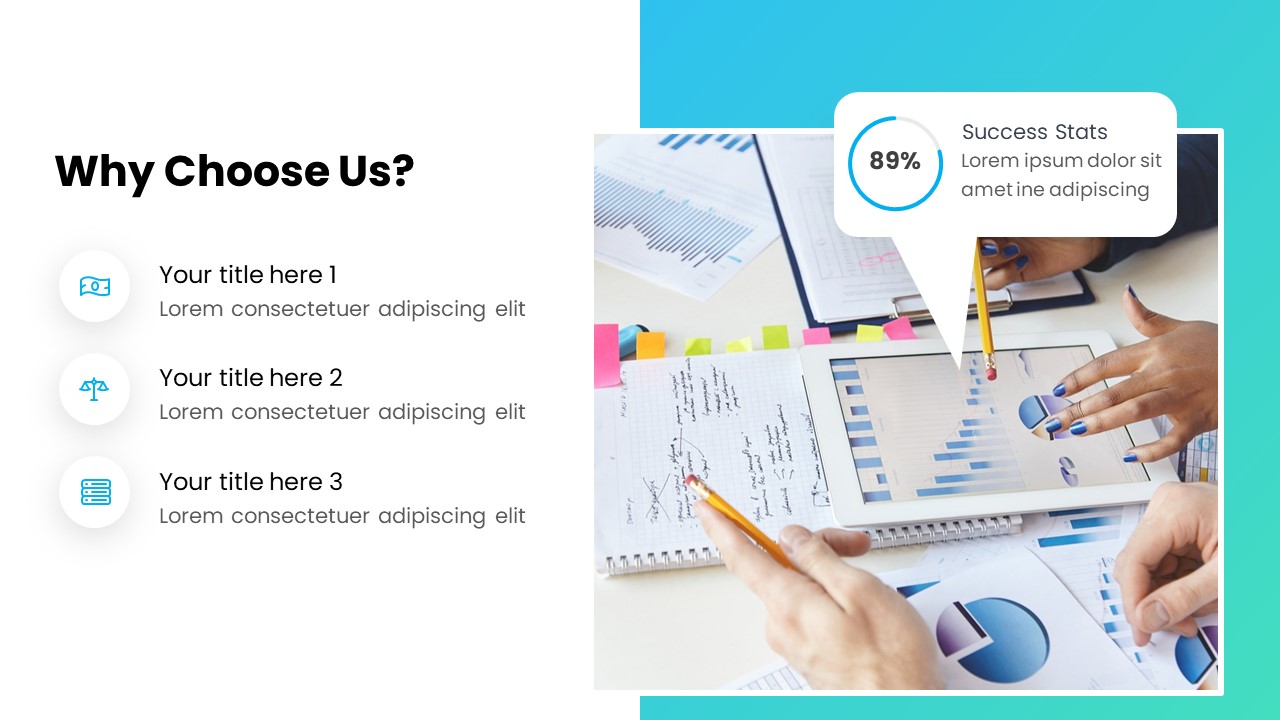 Why Choose Us?
Your title here 1
Lorem consectetuer adipiscing elit
Your title here 2
Lorem consectetuer adipiscing elit
Your title here 3
Lorem consectetuer adipiscing elit
89%
Success Stats
Lorem ipsum dolor sit
amet ine adipiscing